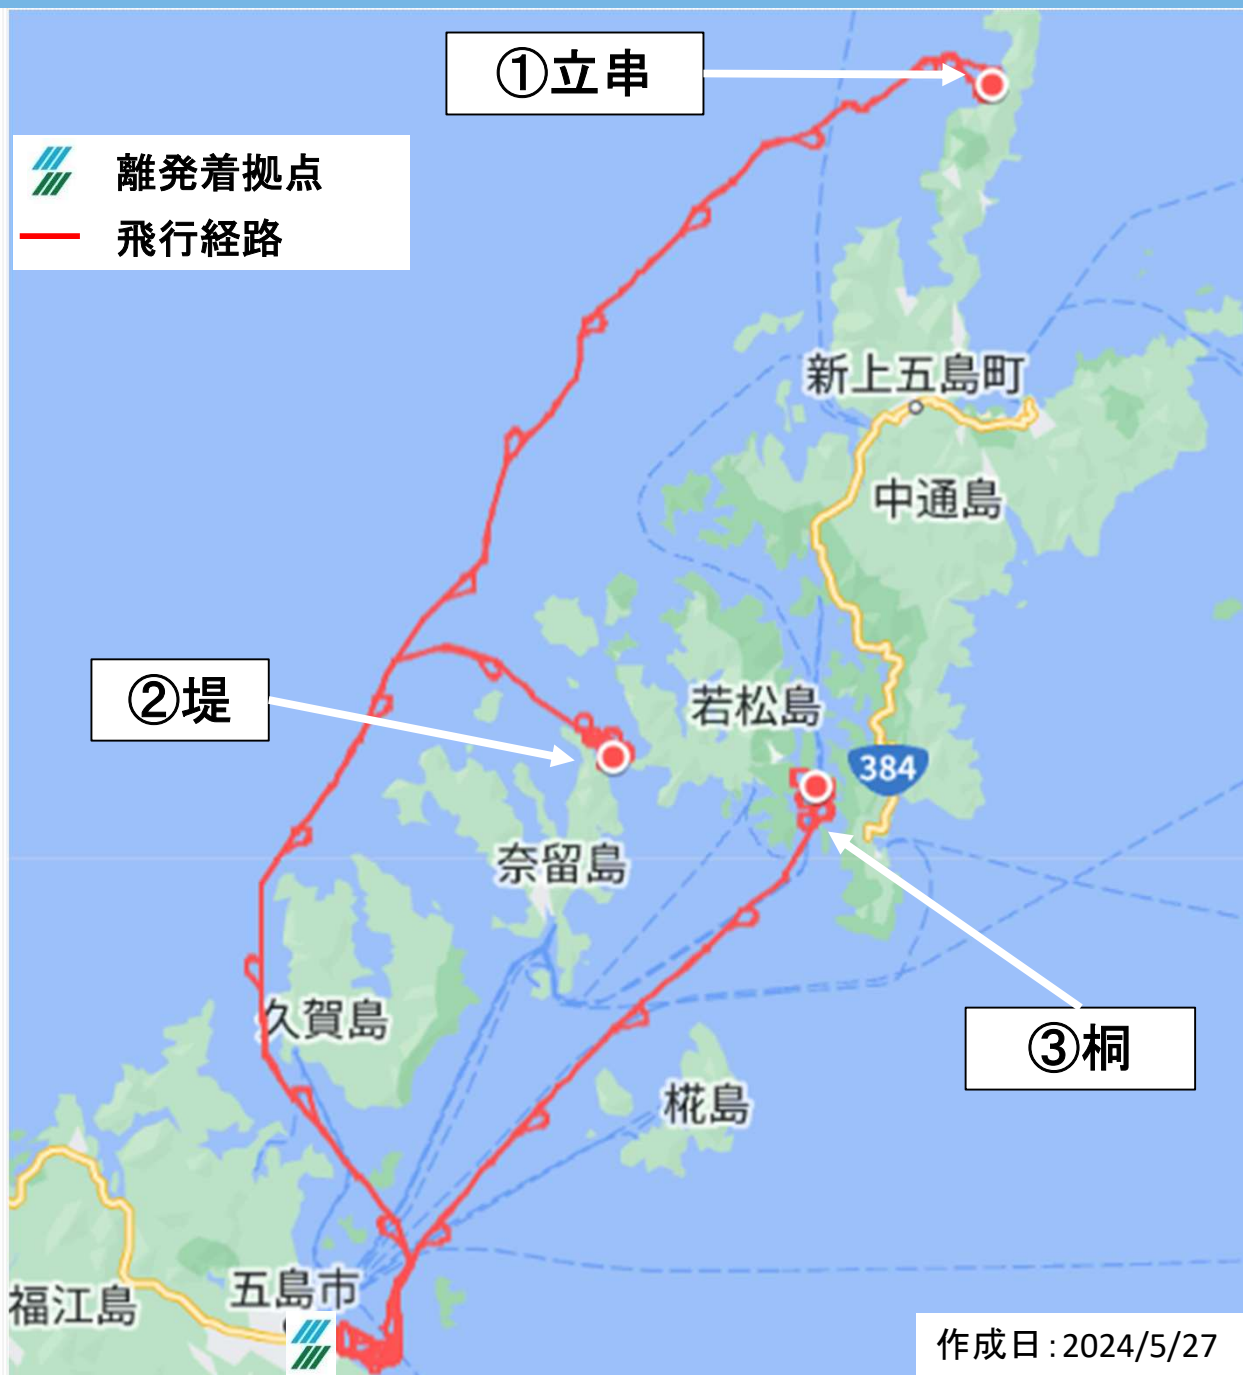 ①立串
離発着拠点
飛行経路
新上五島町
中通島
②堤
若松島
384
奈留島
久賀島
③桐
椛島
五島市
福江島
作成日:2024/5/27